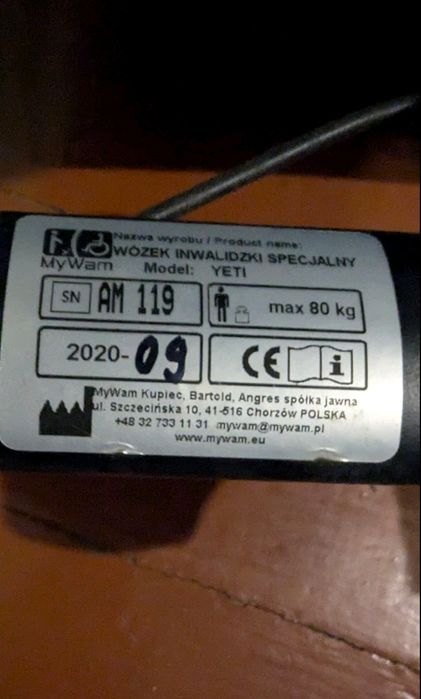 Nazwa wyrobu / Product name:
WÓZEK INWALIDZKI SPECJALNY
MyWam Model: YETI
SN AM 119
max 80 kg
2020-09
CE i
MyWam Kupiec, Bartold, Angres spółka jawna
ul. Szczecińska 10, 41-516 Chorzów POLSKA
+48 32 733 11 31 mywam@mywam.pl
www.mywam.eu